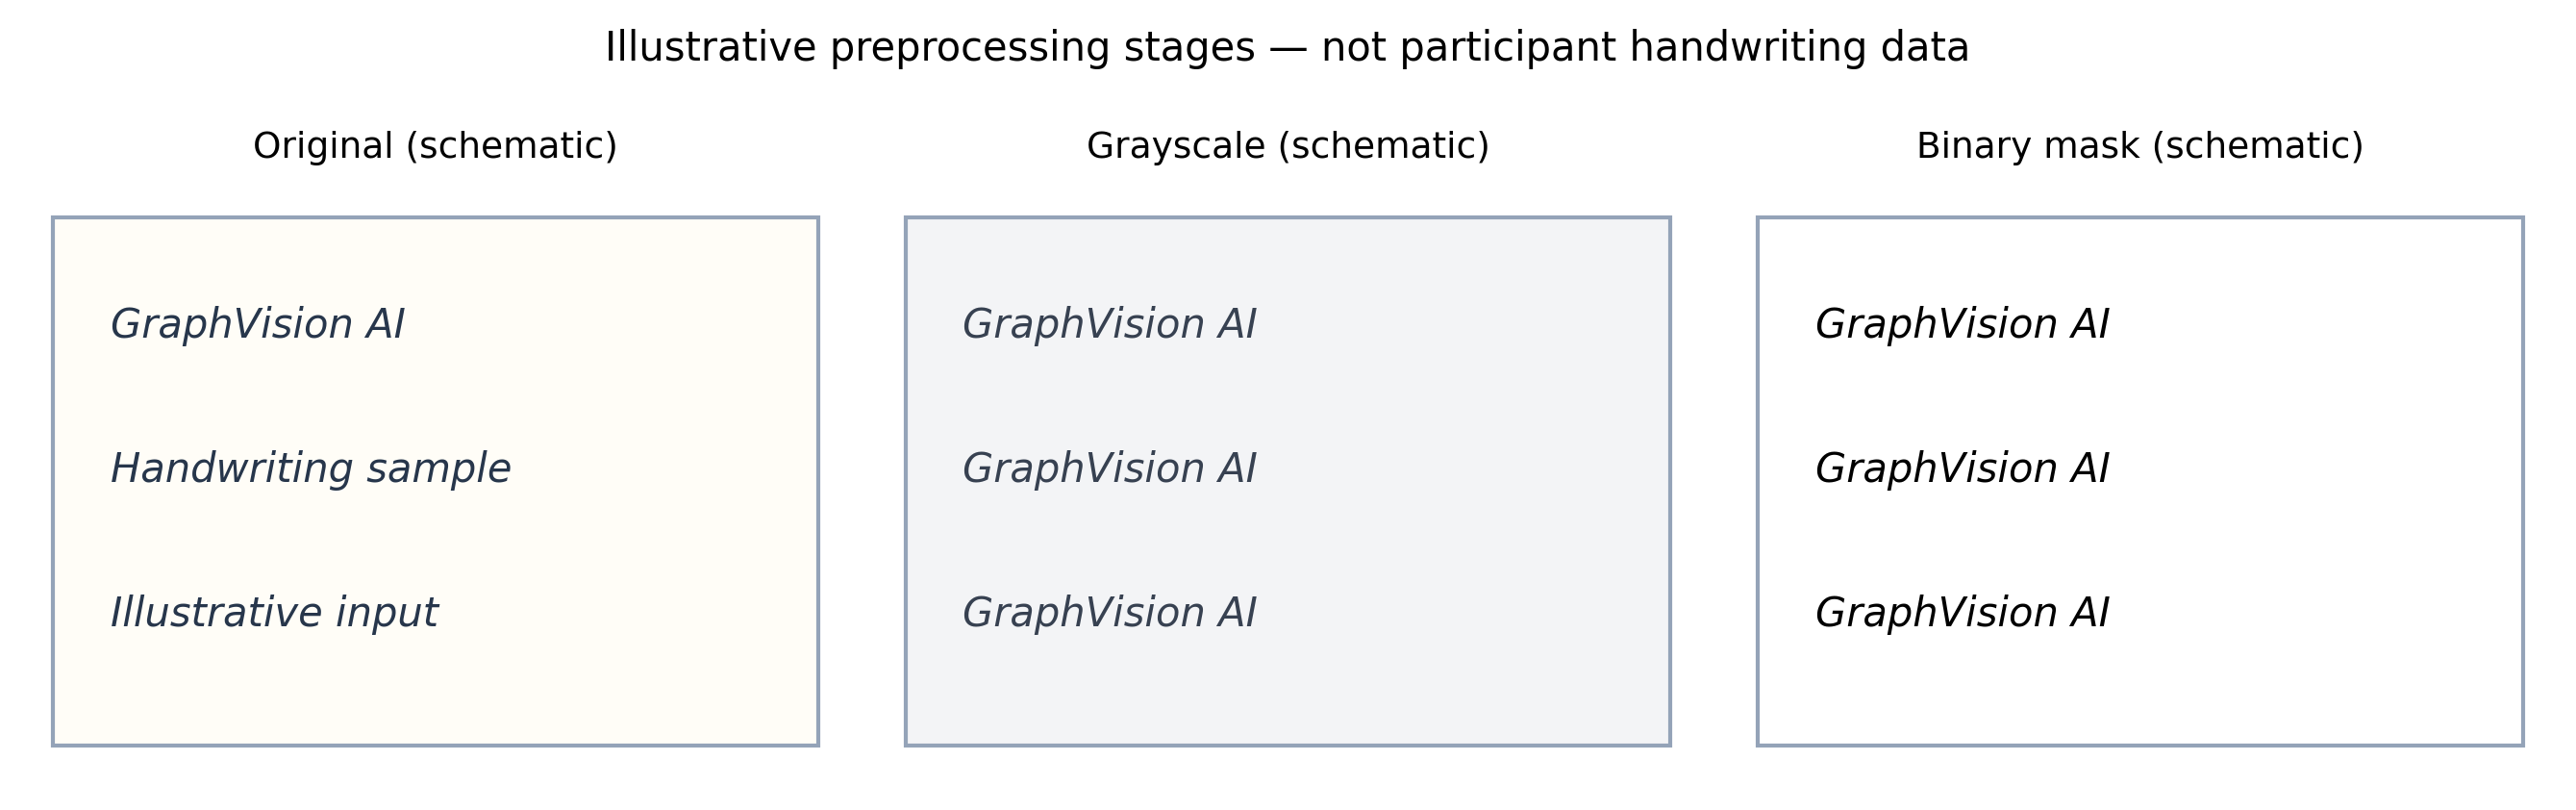 Illustrative preprocessing stages — not participant handwriting data
Original (schematic)
GraphVision AI
Handwriting sample
Illustrative input
Grayscale (schematic)
GraphVision AI
GraphVision AI
GraphVision AI
Binary mask (schematic)
GraphVision AI
GraphVision AI
GraphVision AI